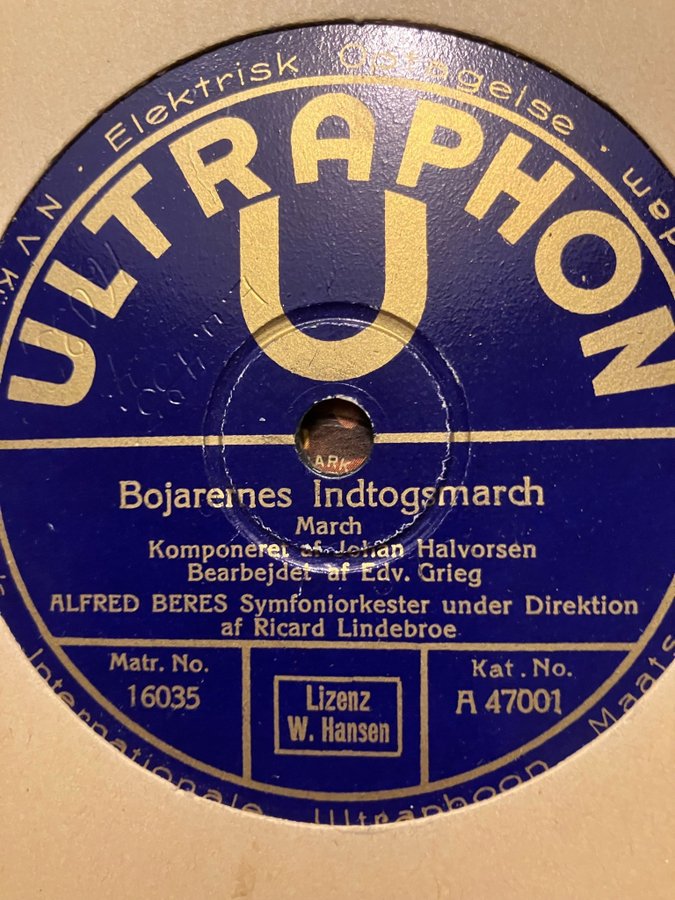 Elektrisk Optagelse
ULTRAPHON
U
ARK
Bojarernes Indtogsmarch
March
Komponeret af Johan Halvorsen
Bearbejdet af Edv. Grieg
ALFRED BERES Symfoniorkester under Direktion
af Ricard Lindebroe
Matr. No.
16035
Lizenz
W. Hansen
Kat. No.
A 47001
Internationale Ultraphoon Maats